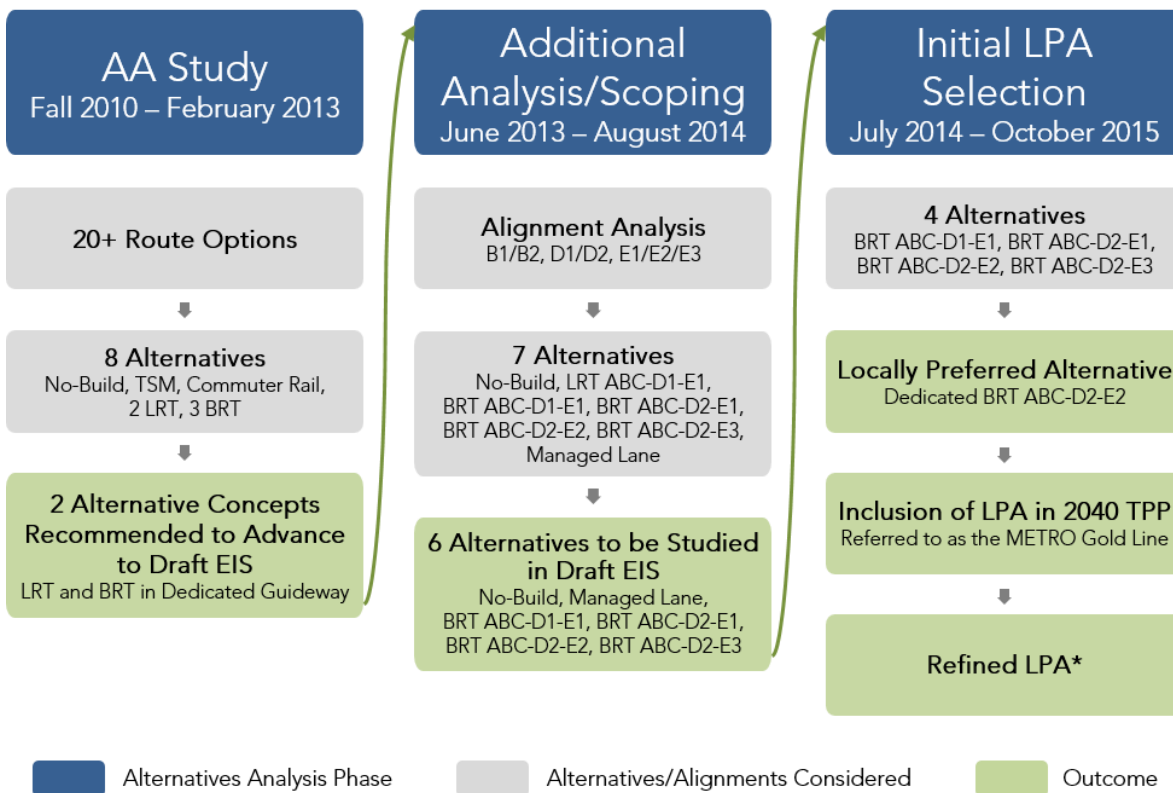 AA Study
Fall 2010 – February 2013
20+ Route Options
8 Alternatives
No-Build, TSM, Commuter Rail,
2 LRT, 3 BRT
2 Alternative Concepts
Recommended to Advance
to Draft EIS
LRT and BRT in Dedicated Guideway
Additional
Analysis/Scoping
June 2013 – August 2014
Alignment Analysis
B1/B2, D1/D2, E1/E2/E3
7 Alternatives
No-Build, LRT ABC-D1-E1,
BRT ABC-D1-E1, BRT ABC-D2-E1,
BRT ABC-D2-E2, BRT ABC-D2-E3,
Managed Lane
6 Alternatives to be Studied
in Draft EIS
No-Build, Managed Lane,
BRT ABC-D1-E1, BRT ABC-D2-E1,
BRT ABC-D2-E2, BRT ABC-D2-E3
Initial LPA
Selection
July 2014 – October 2015
4 Alternatives
BRT ABC-D1-E1, BRT ABC-D2-E1,
BRT ABC-D2-E2, BRT ABC-D2-E3
Locally Preferred Alternative
Dedicated BRT ABC-D2-E2
Inclusion of LPA in 2040 TPP
Referred to as the METRO Gold Line
Refined LPA*
Alternatives Analysis Phase
Alternatives/Alignments Considered
Outcome